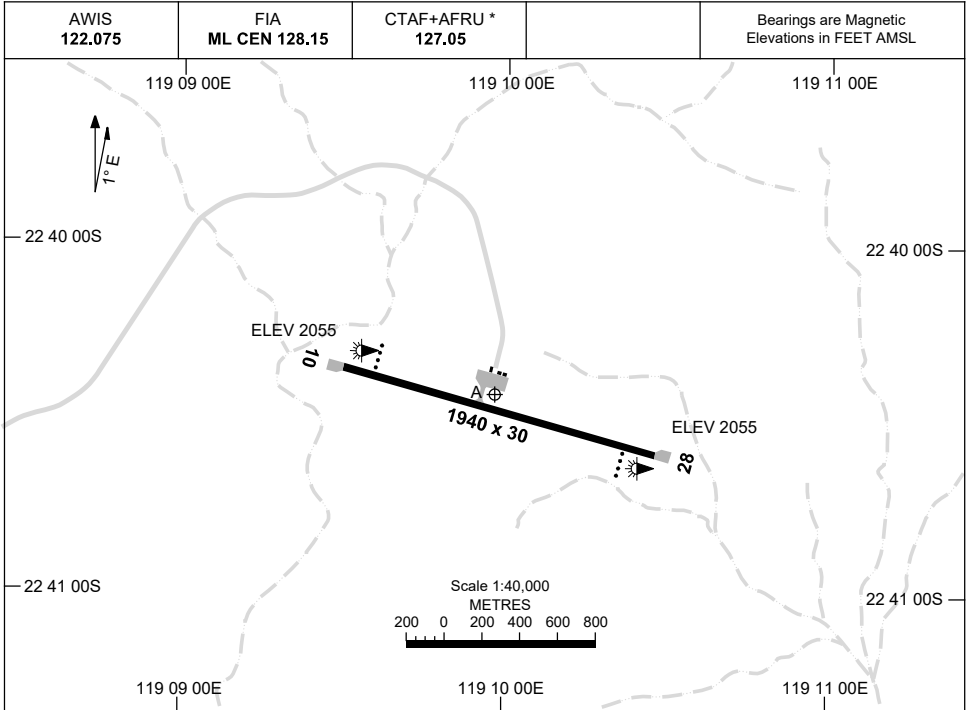 AWIS
122.075
FIA
ML CEN 128.15
CTAF+AFRU *
127.05
Bearings are Magnetic
Elevations in FEET AMSL
119 09 00E
119 10 00E
119 11 00E
1° E
22 40 00S
22 40 00S
ELEV 2055
10
A
1940 x 30
ELEV 2055
28
22 41 00S
22 41 00S
Scale 1:40,000
METRES
200 0 200 400 600 800
119 09 00E
119 10 00E
119 11 00E